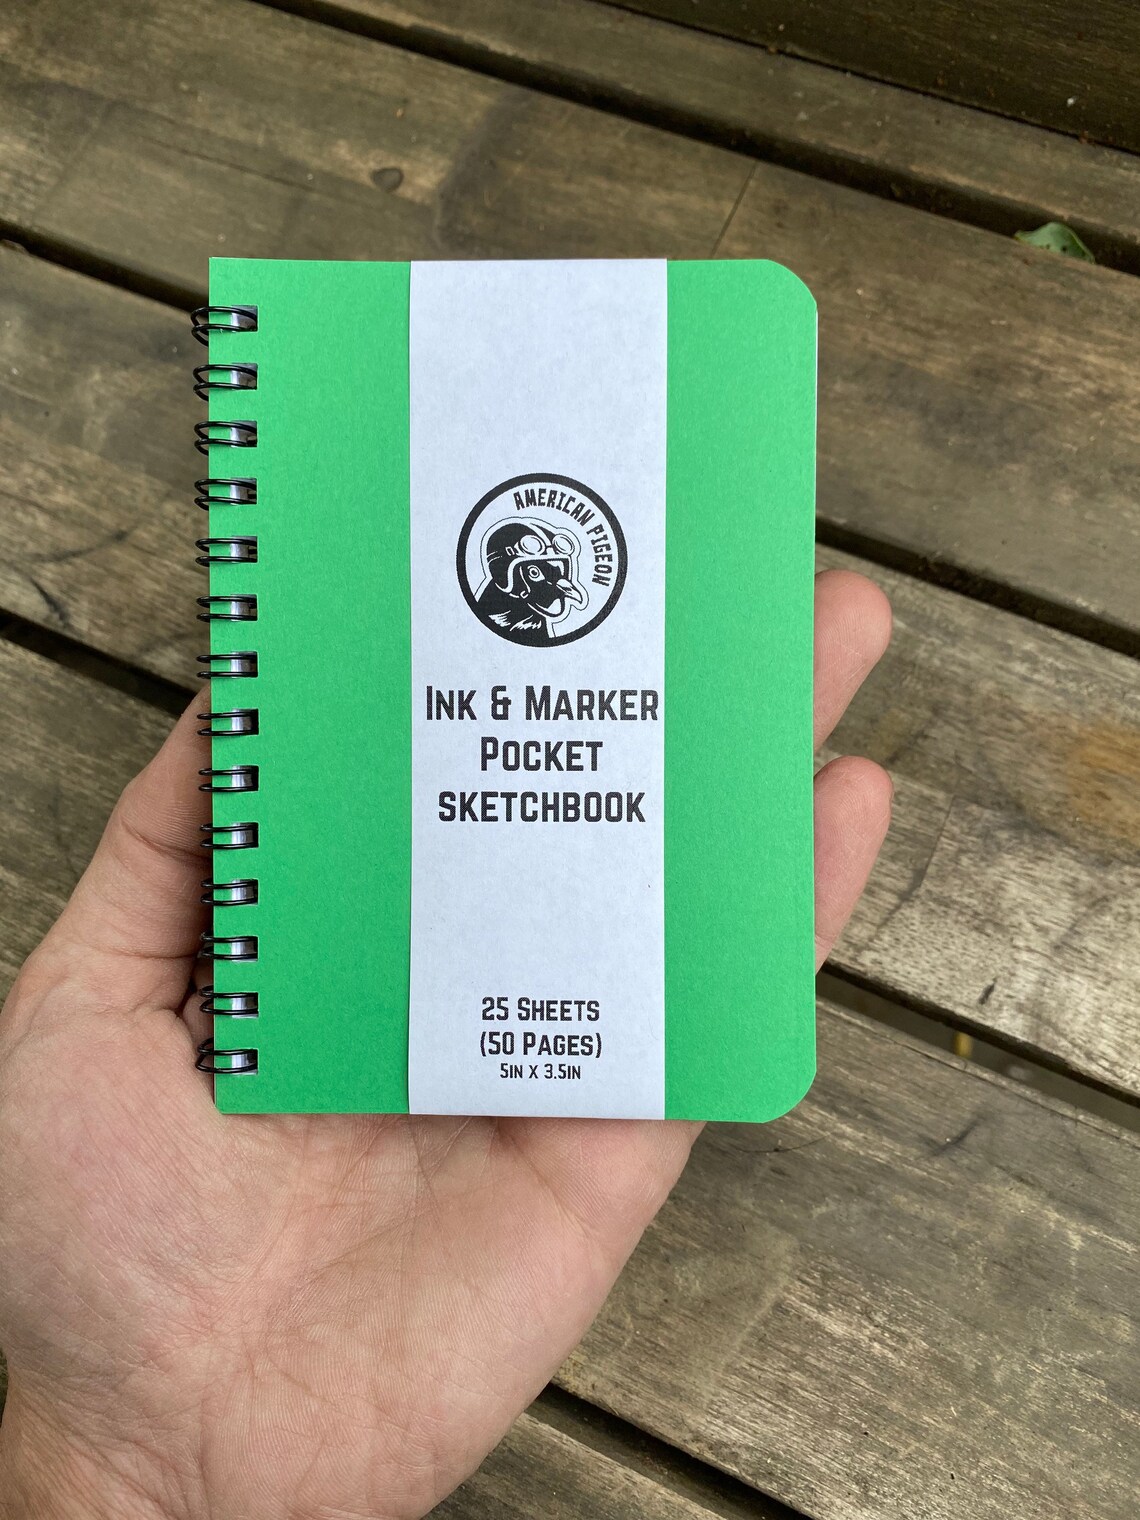 AMERICAN PIGEON
INK & MARKER
POCKET
SKETCHBOOK
25 SHEETS
(50 PAGES)
5IN X 3.5IN